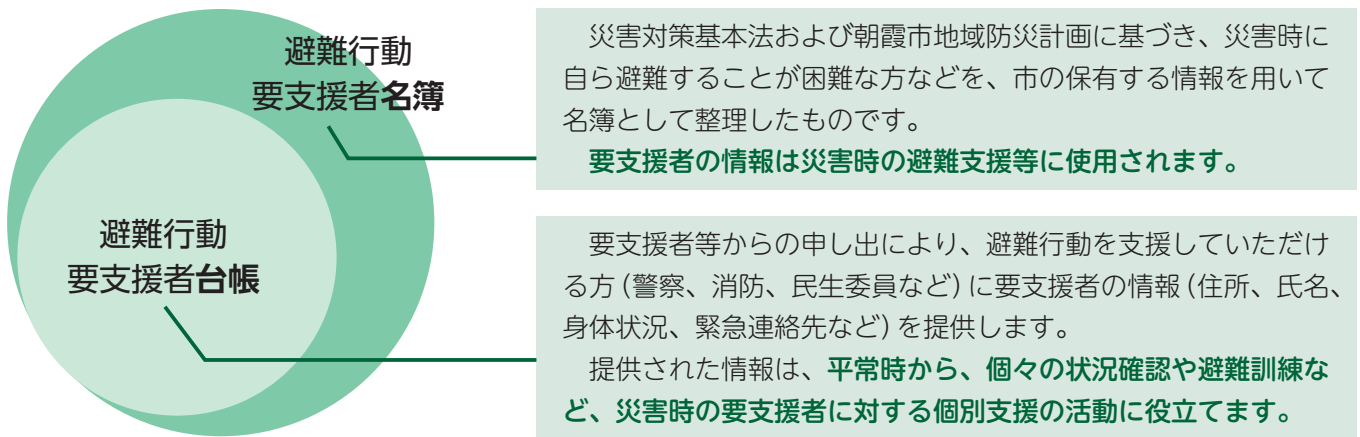 避難行動
要支援者名簿
災害対策基本法および朝霞市地域防災計画に基づき、災害時に
自ら避難することが困難な方などを、市の保有する情報を用いて
名簿として整理したものです。
要支援者の情報は災害時の避難支援等に使用されます。
避難行動
要支援者台帳
要支援者等からの申し出により、避難行動を支援していただけ
る方(警察、消防、民生委員など)に要支援者の情報(住所、氏名、
身体状況、緊急連絡先など)を提供します。
提供された情報は、平常時から、個々の状況確認や避難訓練な
ど、災害時の要支援者に対する個別支援の活動に役立てます。